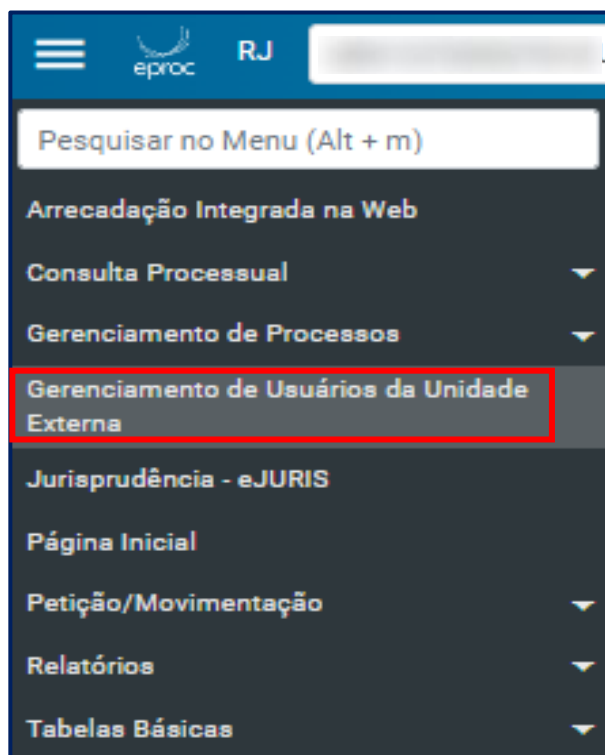 eproc
RJ
Pesquisar no Menu (Alt + m)
Arrecadação Integrada na Web
Consulta Processual
Gerenciamento de Processos
Gerenciamento de Usuários da Unidade
Externa
Jurisprudência - eJURIS
Página Inicial
Petição/Movimentação
Relatórios
Tabelas Básicas